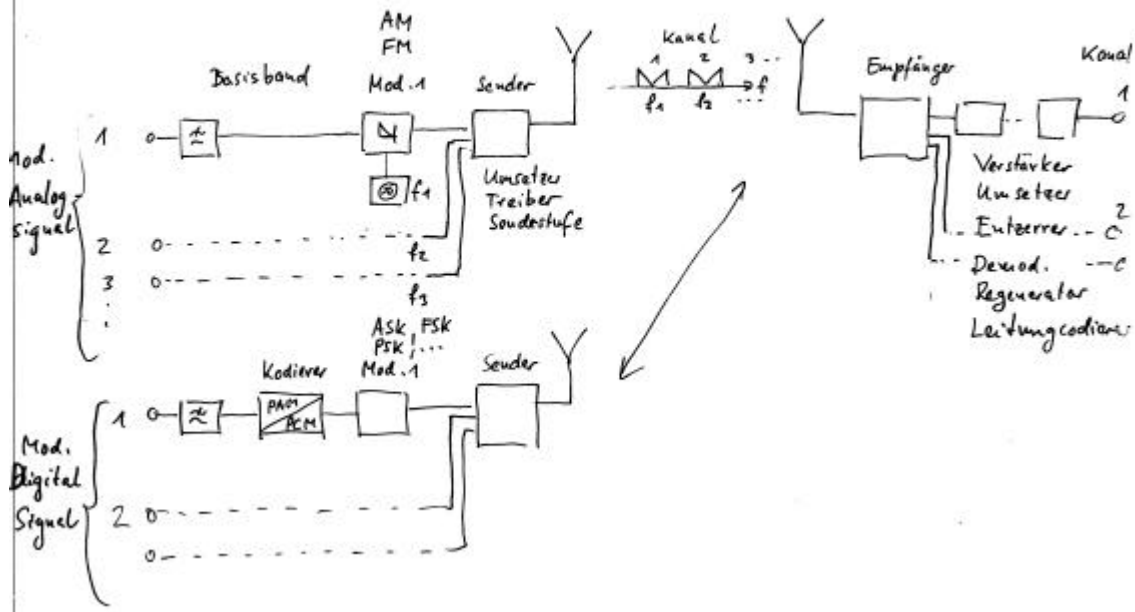 AM
FM
Basisband
Mod.1
Sender
Kanal
1 2 3 ..
f
f1 f2 ...
Empfänger
Kanal
1
Mod.
Analog
signal
1
f1
Umsetzer
Treiber
Sendestufe
2
f2
3
f3
:
Verstärker
Umsetzer
Entzerrer
2
Demod.
Regenerator
Leitungcodierer
ASK, FSK
PSK, ...
Kodierer
Mod.1
Sender
Mod.
Digital
Signal
1
PAM
PCM
2